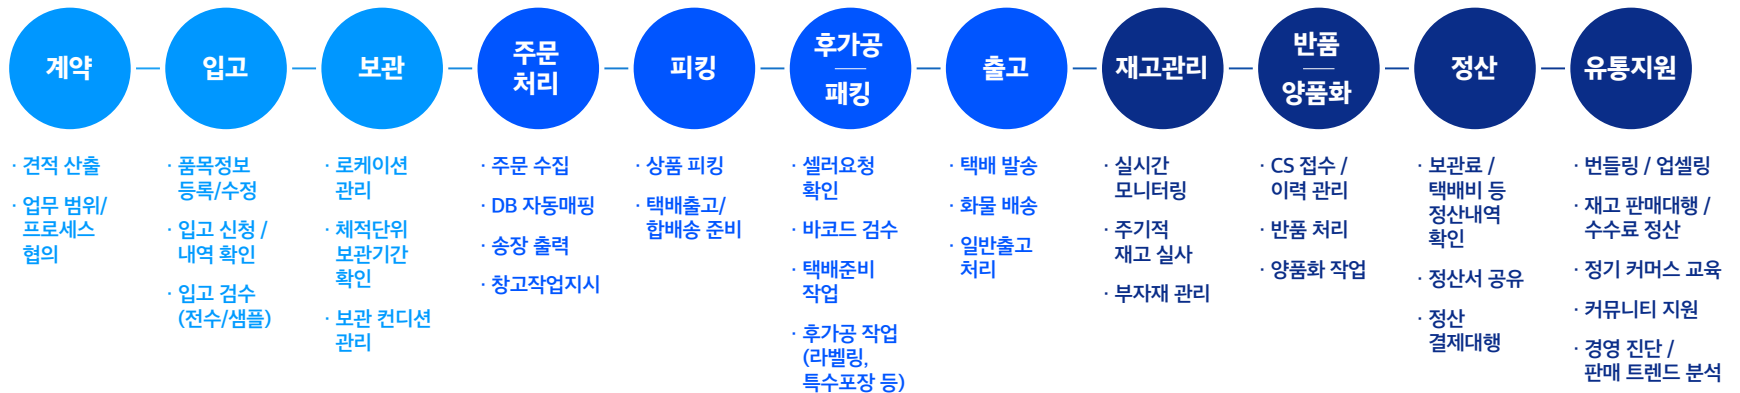 계약
입고
보관
주문
처리
피킹
후가공
패킹
출고
재고관리
반품
양품화
정산
유통지원
· 견적 산출
· 업무 범위/
프로세스
협의
· 품목정보
등록/수정
· 입고 신청 /
내역 확인
· 입고 검수
(전수/샘플)
· 로케이션
관리
· 체적단위
보관기간
확인
· 보관 컨디션
관리
· 주문 수집
· DB 자동매핑
· 송장 출력
· 창고작업지시
· 상품 피킹
· 택배출고/
합배송 준비
· 셀러요청
확인
· 바코드 검수
· 택배준비
작업
· 후가공 작업
(라벨링,
특수포장 등)
· 택배 발송
· 화물 배송
· 일반출고
처리
· 실시간
모니터링
· 주기적
재고 실사
· 부자재 관리
· CS 접수 /
이력 관리
· 반품 처리
· 양품화 작업
· 보관료 /
택배비 등
정산내역
확인
· 정산서 공유
· 정산
결제대행
· 번들링 / 업셀링
· 재고 판매대행 /
수수료 정산
· 정기 커머스 교육
· 커뮤니티 지원
· 경영 진단 /
판매 트렌드 분석